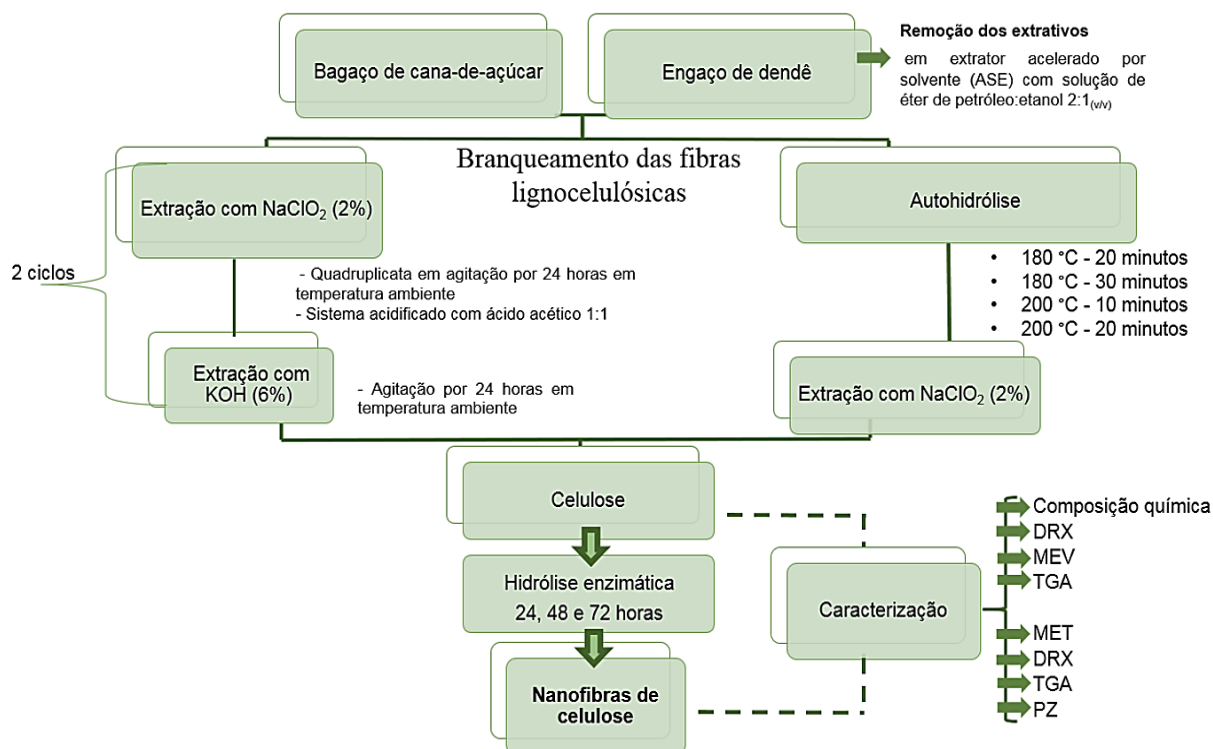 Bagaço de cana-de-açúcar
Engaço de dendê
Remoção dos extrativos
em extrator acelerado por
solvente (ASE) com solução de
éter de petróleo:etanol 2:1(v/v)
Branqueamento das fibras
lignocelulósicas
Extração com NaClO2 (2%)
2 ciclos
- Quadruplicata em agitação por 24 horas em
temperatura ambiente
- Sistema acidificado com ácido acético 1:1
Extração com
KOH (6%)
- Agitação por 24 horas em
temperatura ambiente
Autohidrólise
• 180 °C - 20 minutos
• 180 °C - 30 minutos
• 200 °C - 10 minutos
• 200 °C - 20 minutos
Extração com NaClO2 (2%)
Celulose
Hidrólise enzimática
24, 48 e 72 horas
Nanofibras de
celulose
Caracterização
Composição química
DRX
MEV
TGA
MET
DRX
TGA
PZ